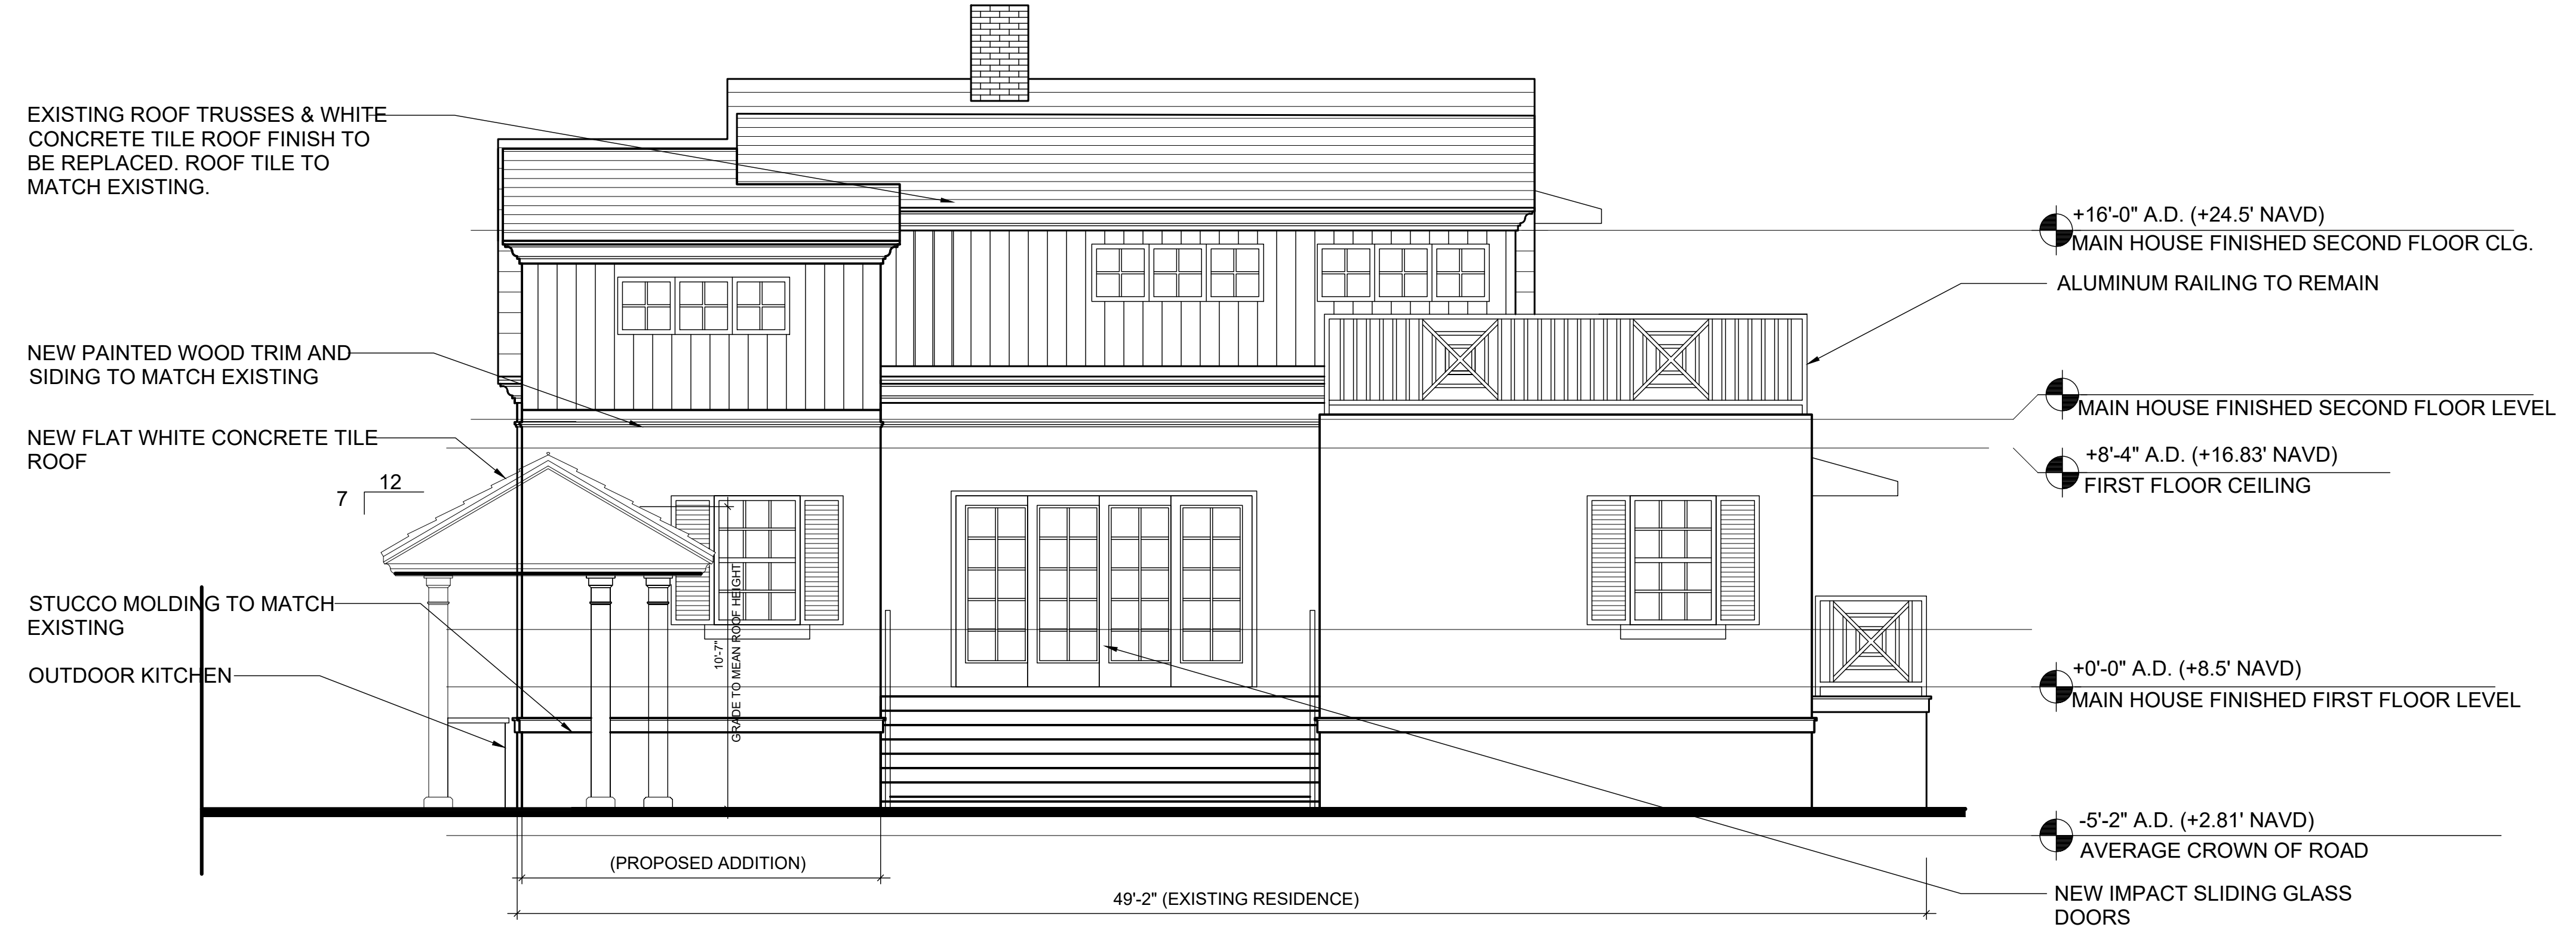 EXISTING ROOF TRUSSES & WHITE
CONCRETE TILE ROOF FINISH TO
BE REPLACED. ROOF TILE TO
MATCH EXISTING.
NEW PAINTED WOOD TRIM AND
SIDING TO MATCH EXISTING
NEW FLAT WHITE CONCRETE TILE
ROOF
12
7
STUCCO MOLDING TO MATCH
EXISTING
OUTDOOR KITCHEN
10'-7"
GRADE TO MEAN ROOF HEIGHT
(PROPOSED ADDITION)
49'-2" (EXISTING RESIDENCE)
+16'-0" A.D. (+24.5' NAVD)
MAIN HOUSE FINISHED SECOND FLOOR CLG.
ALUMINUM RAILING TO REMAIN
MAIN HOUSE FINISHED SECOND FLOOR LEVEL
+8'-4" A.D. (+16.83' NAVD)
FIRST FLOOR CEILING
+0'-0" A.D. (+8.5' NAVD)
MAIN HOUSE FINISHED FIRST FLOOR LEVEL
-5'-2" A.D. (+2.81' NAVD)
AVERAGE CROWN OF ROAD
NEW IMPACT SLIDING GLASS
DOORS